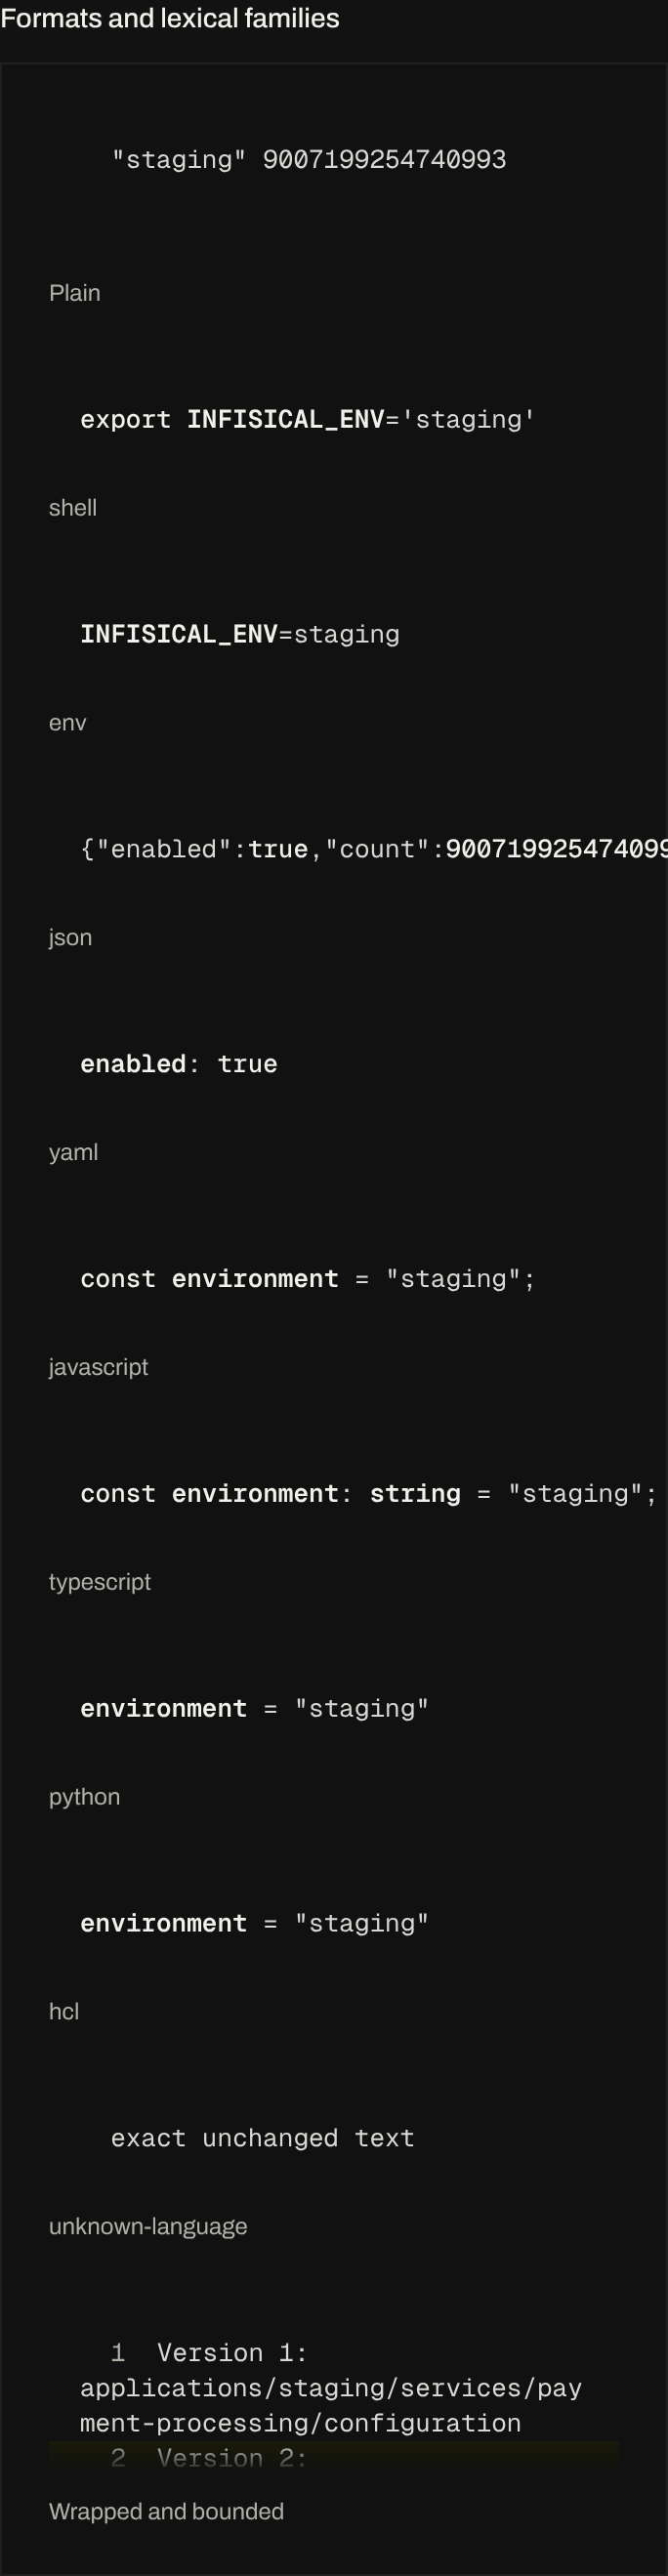 Formats and lexical families
"staging" 9007199254740993
Plain
export INFISICAL_ENV='staging'
shell
INFISICAL_ENV=staging
env
{"enabled":true,"count":900719925474099
json
enabled: true
yaml
const environment = "staging";
javascript
const environment: string = "staging";
typescript
environment = "staging"
python
environment = "staging"
hcl
exact unchanged text
unknown-language
1 Version 1:
applications/staging/services/pay
ment-processing/configuration
2 Version 2:
Wrapped and bounded